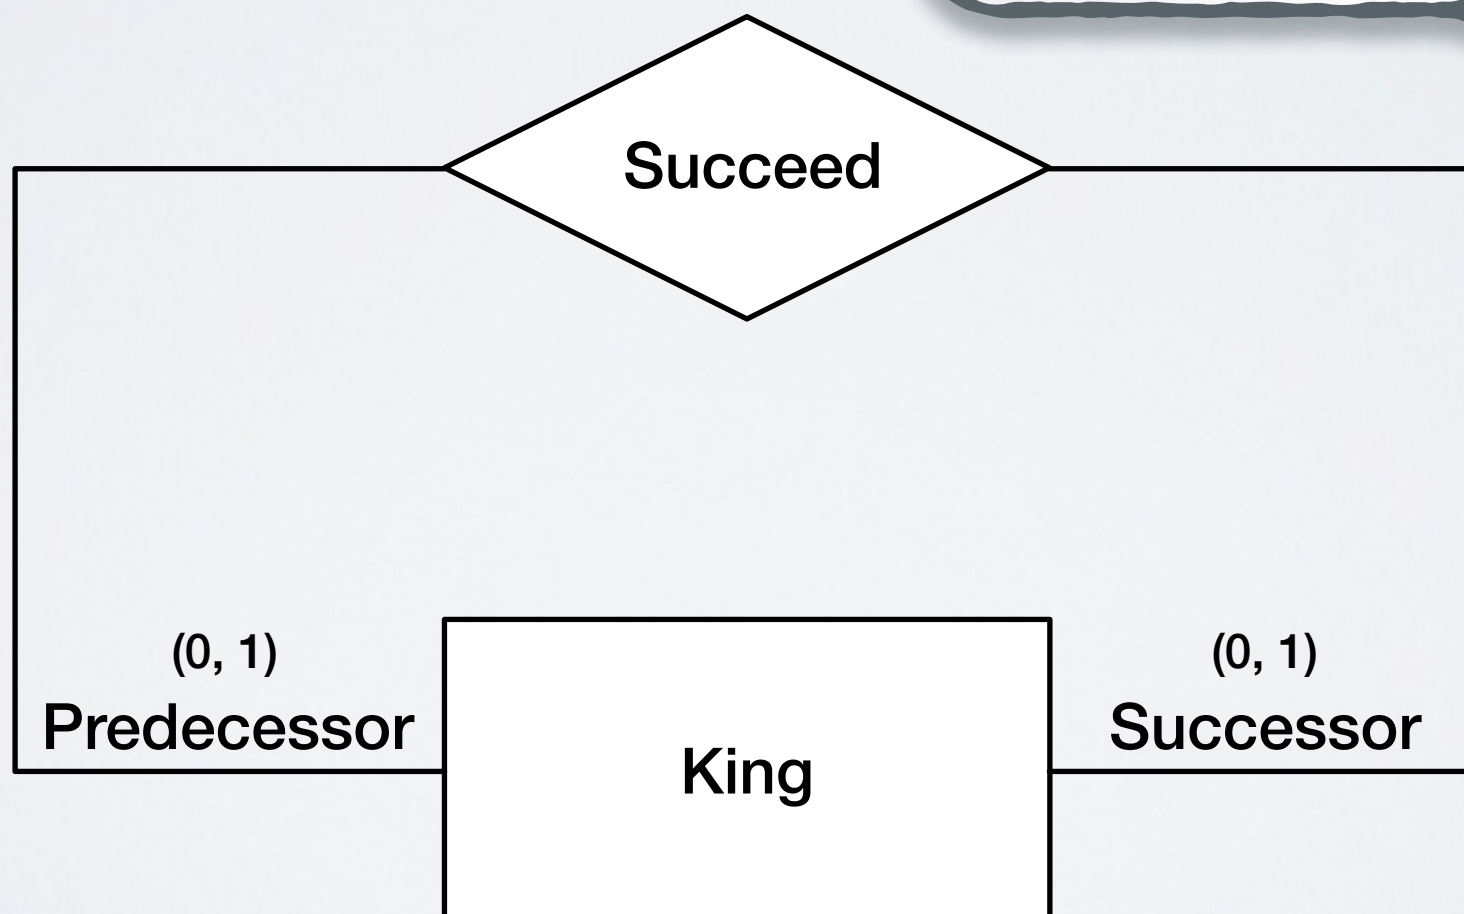 Succeed
(0, 1)
Predecessor
King
(0, 1)
Successor